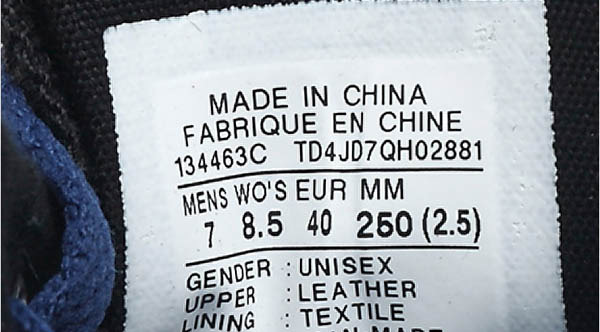 MADE IN CHINA
FABRIQUE EN CHINE
134463C TD4JD7QH02881
MENS WO'S EUR MM
7 8.5 40 250 (2.5)
GENDER : UNISEX
UPPER : LEATHER
LINING : TEXTILE
MADE